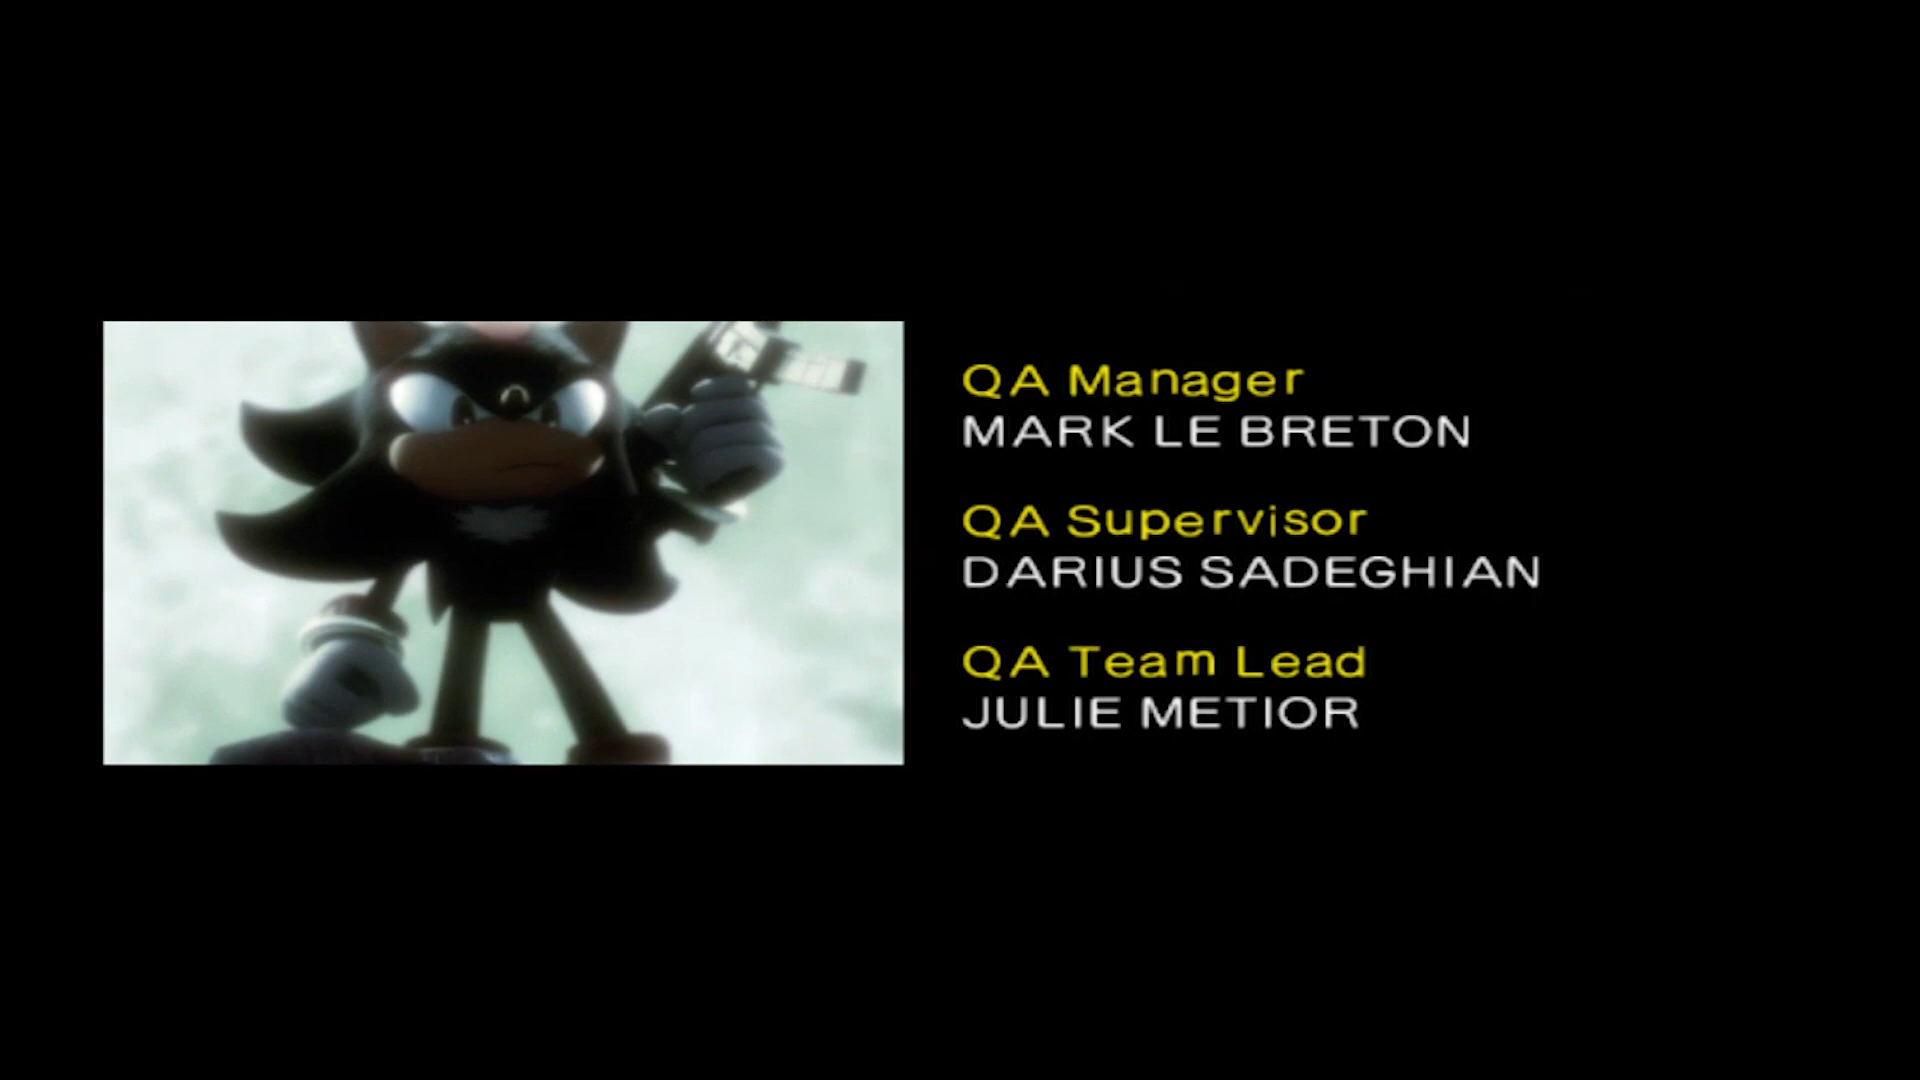 QA Manager
MARK LE BRETON
QA Supervisor
DARIUS SADEGHIAN
QA Team Lead
JULIE METIOR